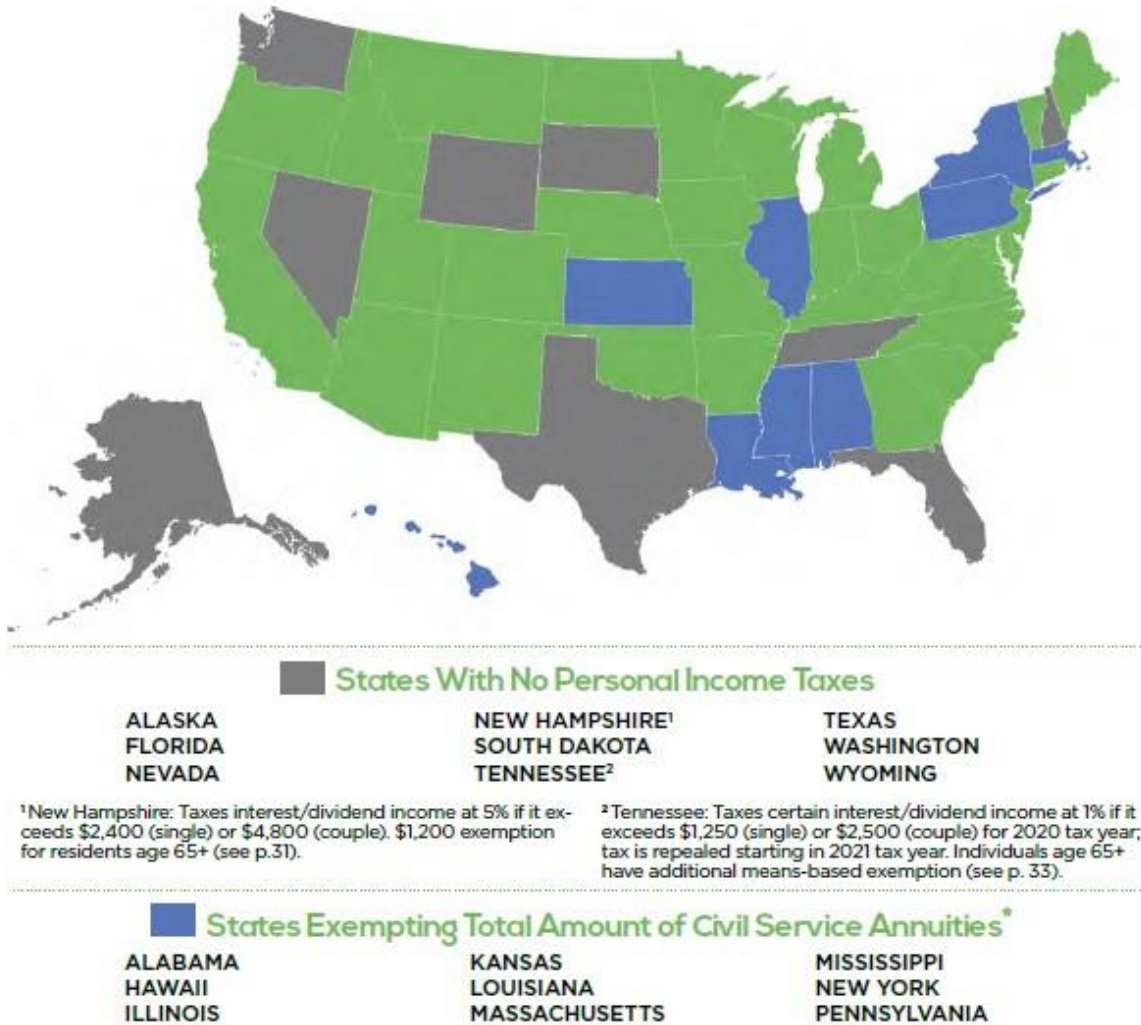 States With No Personal Income Taxes
ALASKA
FLORIDA
NEVADA
NEW HAMPSHIRE¹
SOUTH DAKOTA
TENNESSEE²
TEXAS
WASHINGTON
WYOMING
¹New Hampshire: Taxes interest/dividend income at 5% if it ex-
ceeds $2,400 (single) or $4,800 (couple). $1,200 exemption
for residents age 65+ (see p.31).
²Tennessee: Taxes certain interest/dividend income at 1% if it
exceeds $1,250 (single) or $2,500 (couple) for 2020 tax year;
tax is repealed starting in 2021 tax year. Individuals age 65+
have additional means-based exemption (see p. 33).
States Exempting Total Amount of Civil Service Annuities*
ALABAMA
HAWAII
ILLINOIS
KANSAS
LOUISIANA
MASSACHUSETTS
MISSISSIPPI
NEW YORK
PENNSYLVANIA